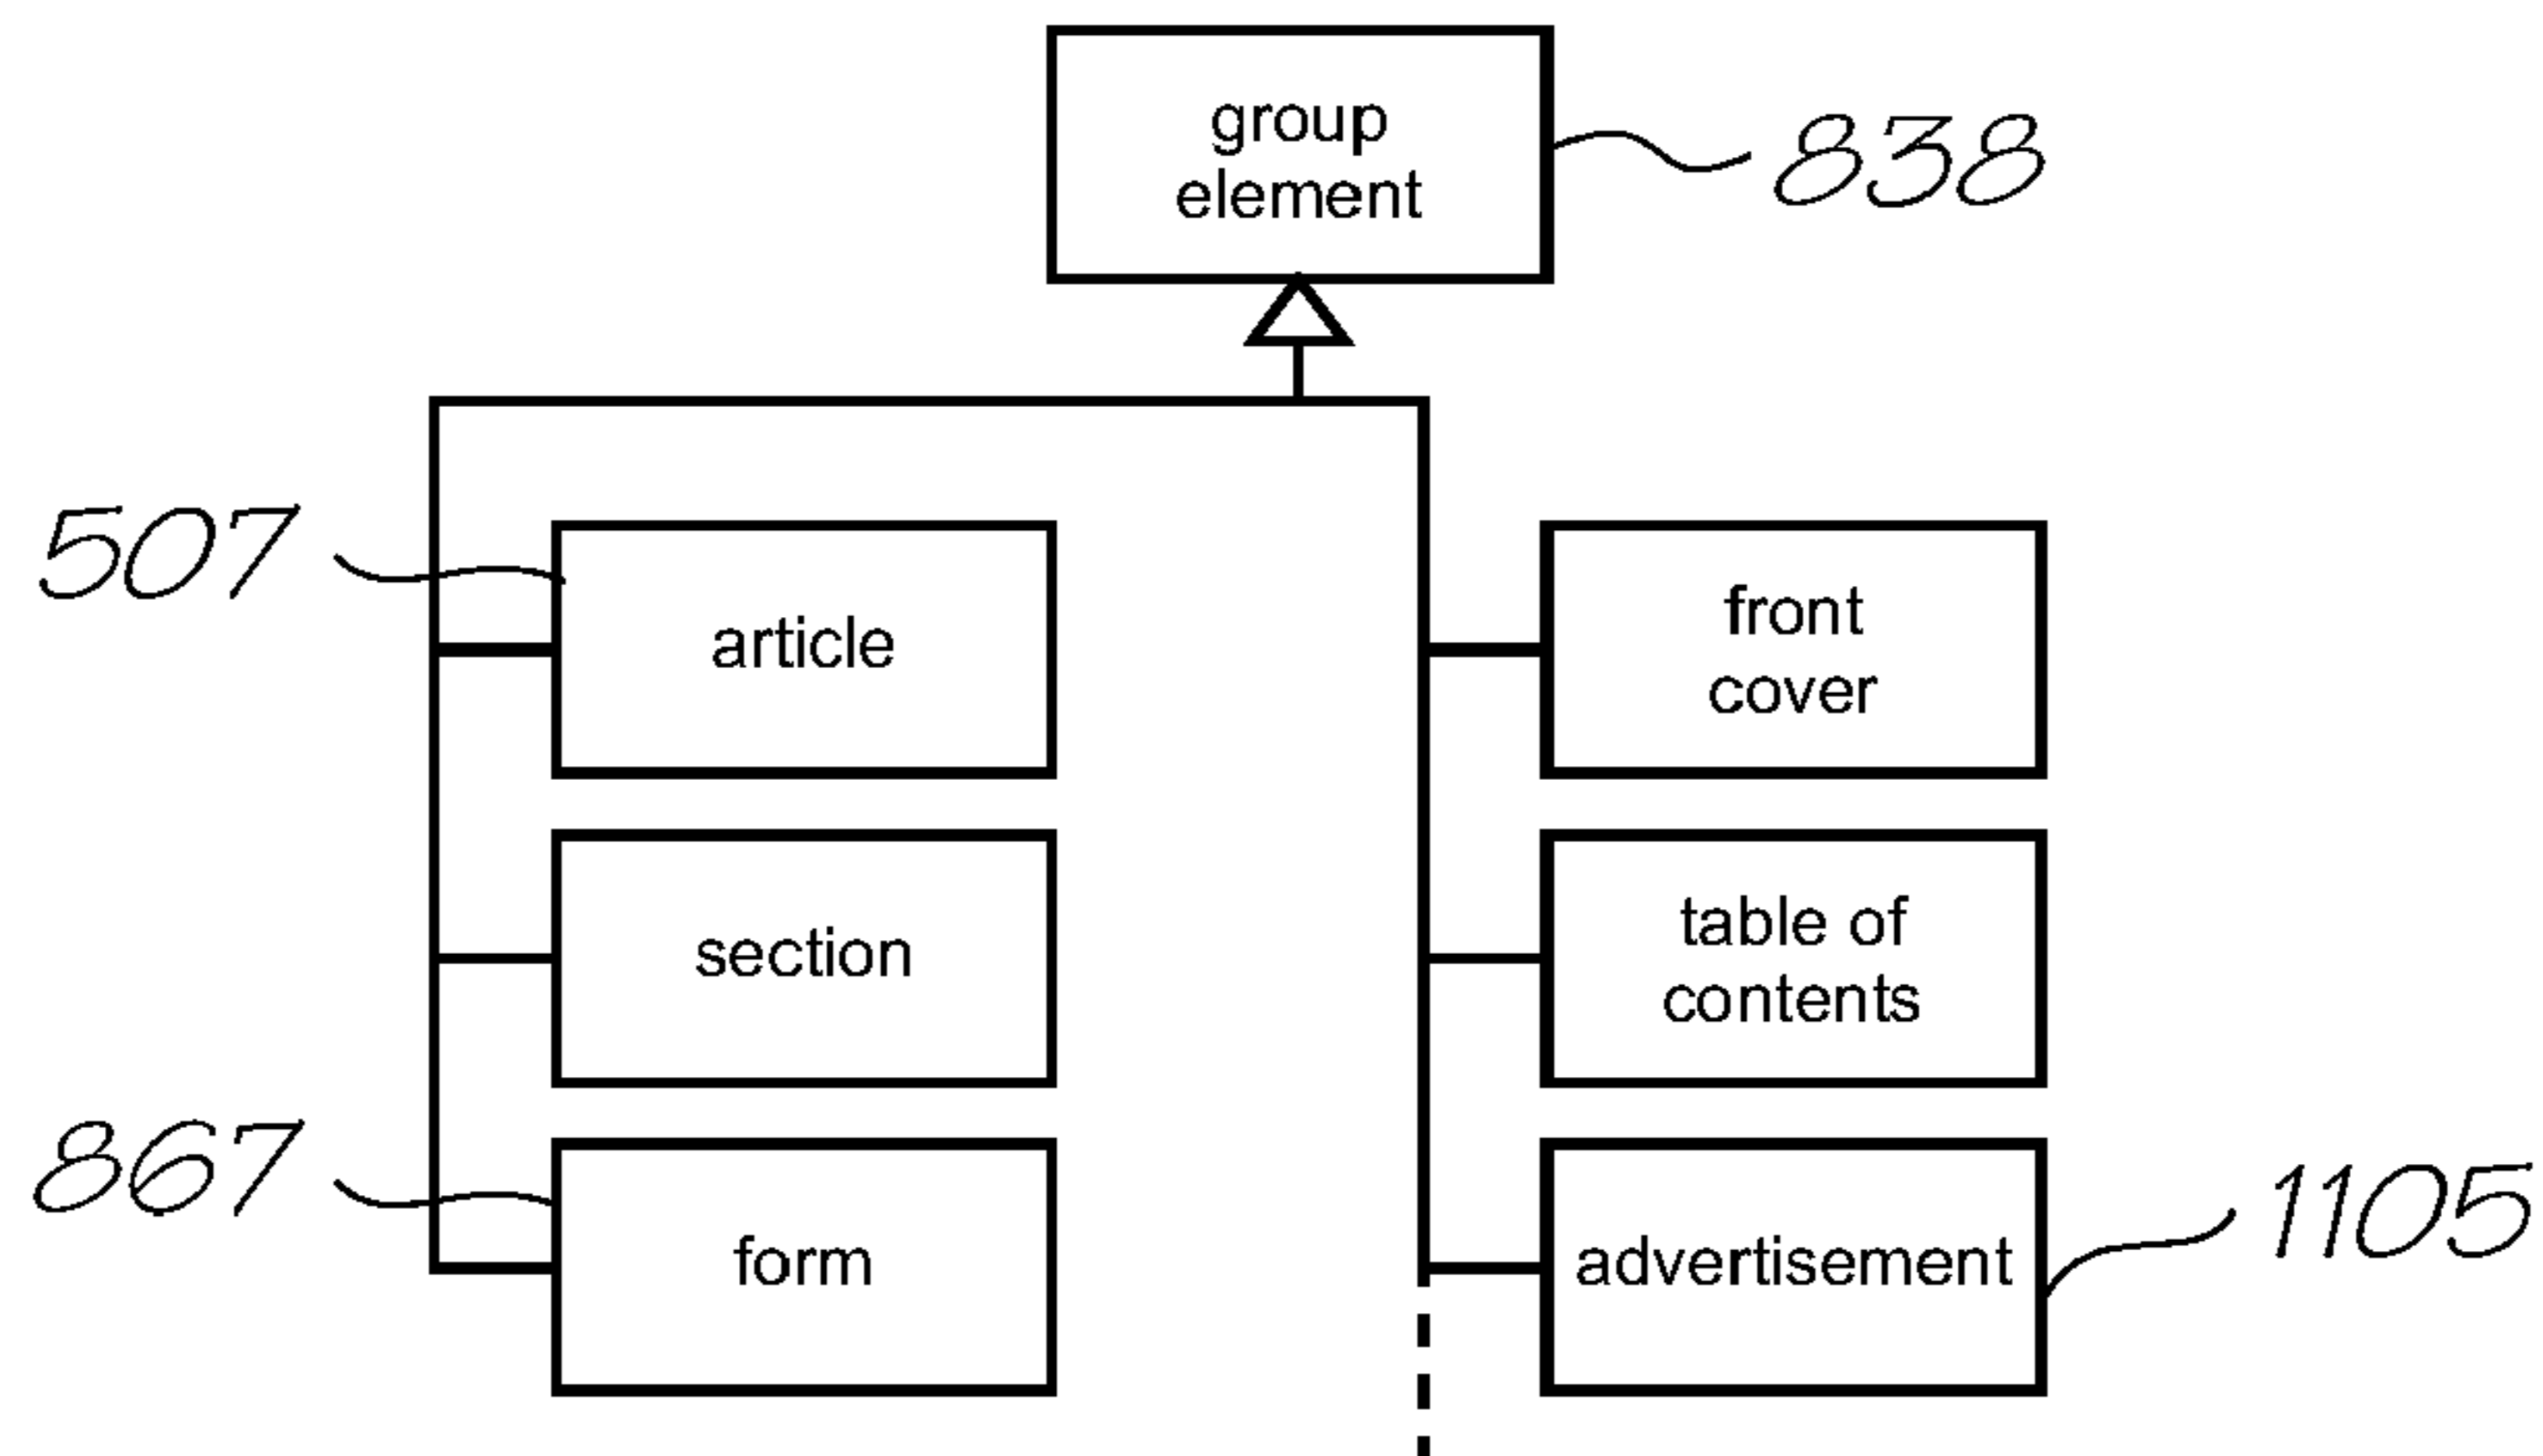 group
element
838
507
article
front
cover
section
table of
contents
867
form
advertisement
1105